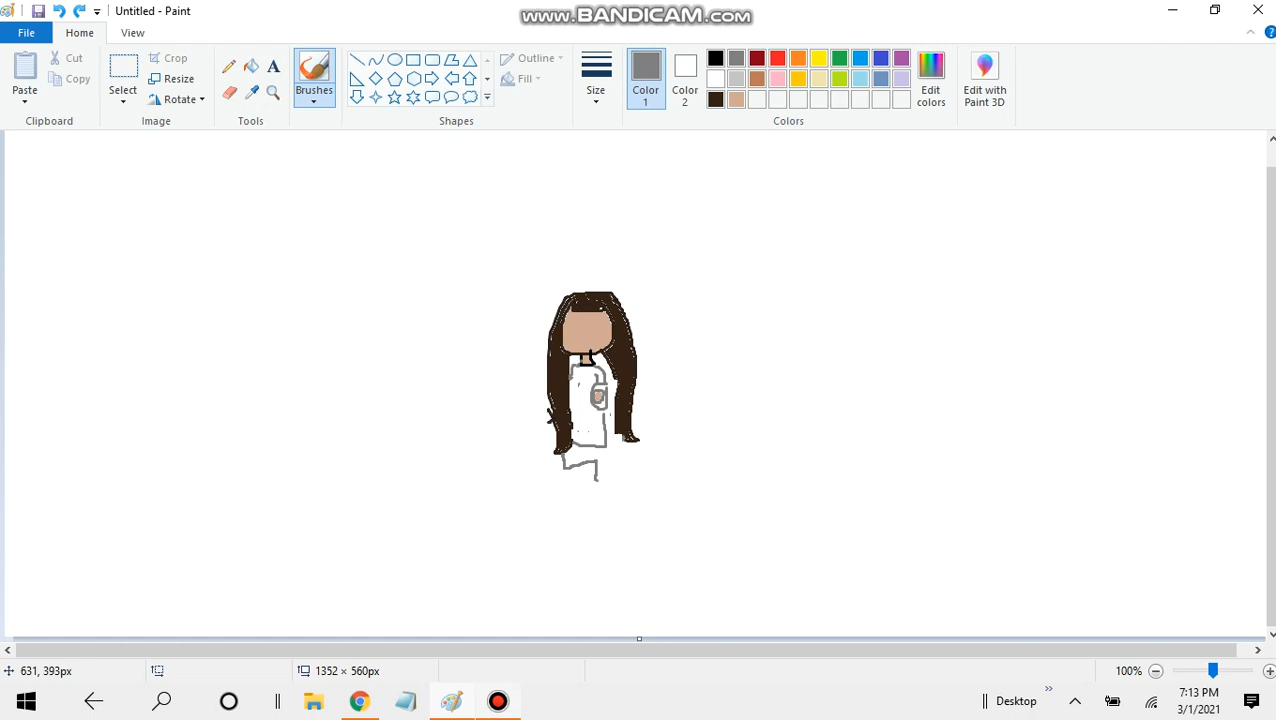 Untitled - Paint
www.BANDICAM.com
File
Home
View
Paste
Cut
Copy
Clipboard
Select
Crop
Resize
Rotate
Image
A
Tools
Brushes
Outline
Fill
Shapes
Size
Color
1
Color
2
Edit
colors
Edit with
Paint 3D
Colors
631, 393px
1352 × 560px
100%
Desktop
7:13 PM
3/1/2021